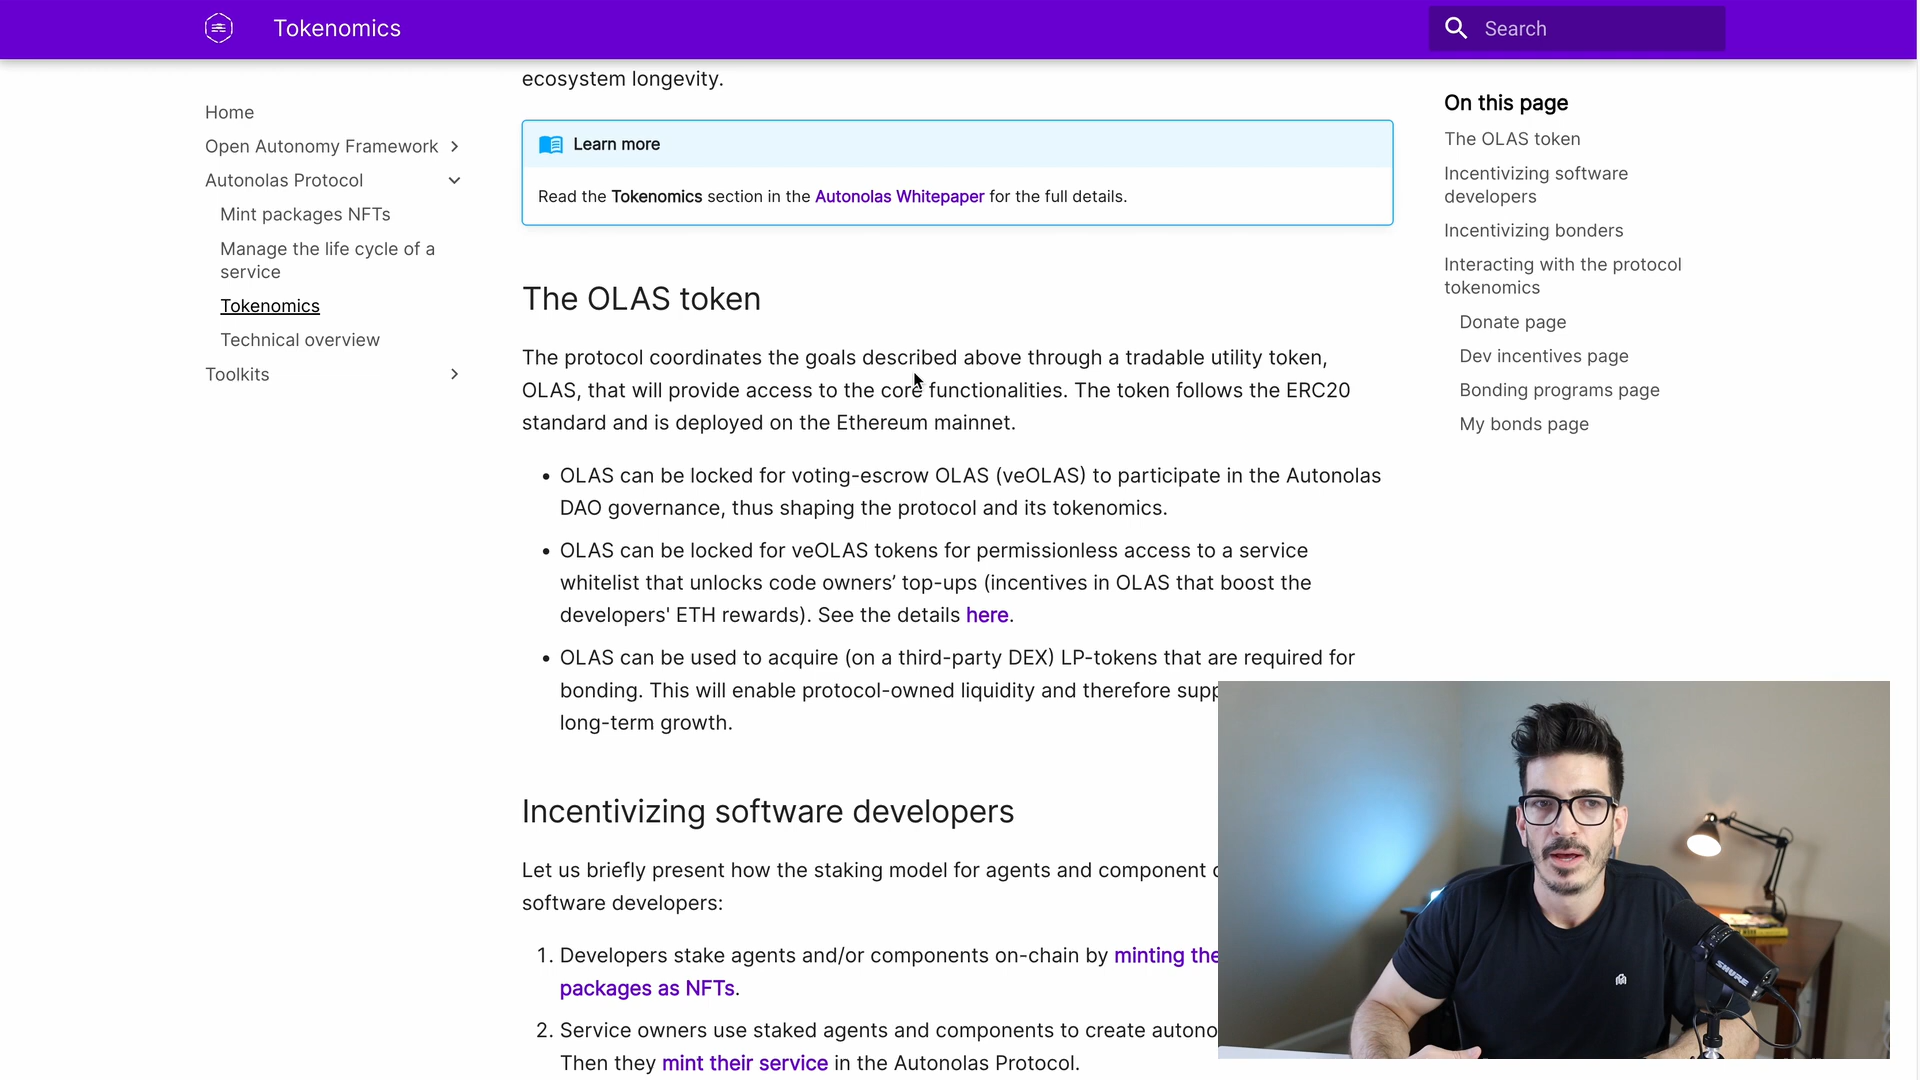 Tokenomics
Search
Home
Open Autonomy Framework
Autonolas Protocol
Mint packages NFTs
Manage the life cycle of a
service
Tokenomics
Technical overview
Toolkits
ecosystem longevity.
Learn more
Read the Tokenomics section in the Autonolas Whitepaper for the full details.
The OLAS token
The protocol coordinates the goals described above through a tradable utility token,
OLAS, that will provide access to the core functionalities. The token follows the ERC20
standard and is deployed on the Ethereum mainnet.
• OLAS can be locked for voting-escrow OLAS (veOLAS) to participate in the Autonolas
DAO governance, thus shaping the protocol and its tokenomics.
• OLAS can be locked for veOLAS tokens for permissionless access to a service
whitelist that unlocks code owners’ top-ups (incentives in OLAS that boost the
developers' ETH rewards). See the details here.
• OLAS can be used to acquire (on a third-party DEX) LP-tokens that are required for
bonding. This will enable protocol-owned liquidity and therefore supp
long-term growth.
Incentivizing software developers
Let us briefly present how the staking model for agents and component
software developers:
1. Developers stake agents and/or components on-chain by minting the
packages as NFTs.
2. Service owners use staked agents and components to create autono
Then they mint their service in the Autonolas Protocol.
On this page
The OLAS token
Incentivizing software
developers
Incentivizing bonders
Interacting with the protocol
tokenomics
Donate page
Dev incentives page
Bonding programs page
My bonds page
SHURE